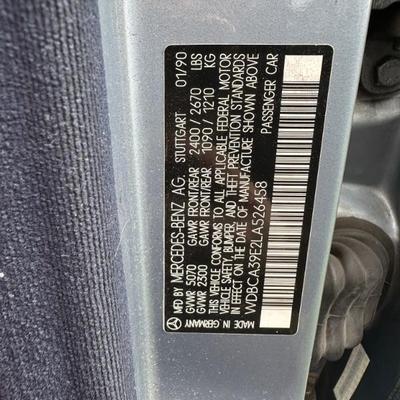 MFD BY MERCEDES-BENZ AG. STUTTGART 01/90
GVWR 5070 GAWR FRONT/REAR 2400 / 2670 LBS
GVWR 2300 GAWR FRONT/REAR 1090 / 1210 KG
THIS VEHICLE CONFORMS TO ALL APPLICABLE FEDERAL MOTOR
VEHICLE SAFETY, BUMPER, AND THEFT PREVENTION STANDARDS
IN EFFECT ON THE DATE OF MANUFACTURE SHOWN ABOVE
WDBCA39E2LA526458 PASSENGER CAR
MADE IN GERMANY